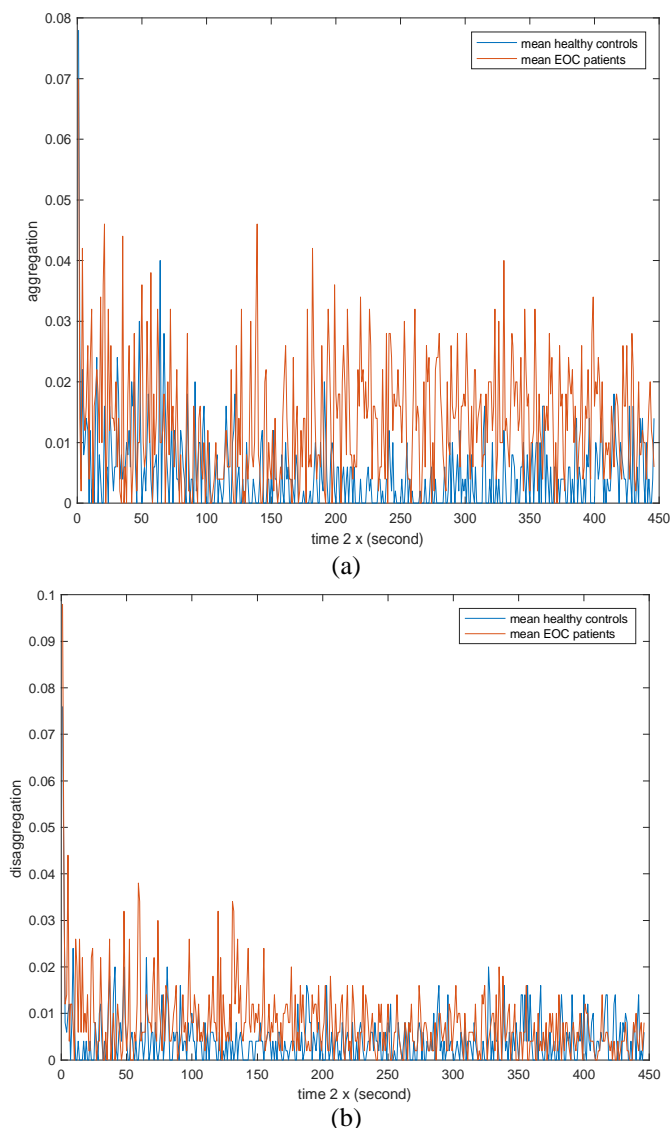 0.08
mean healthy controls
mean EOC patients
0.07
0.06
0.05
aggregation
0.04
0.03
0.02
0.01
0
0 50 100 150 200 250 300 350 400 450
time 2 x (second)
(a)
0.1
mean healthy controls
mean EOC patients
0.09
0.08
0.07
0.06
disaggregation
0.05
0.04
0.03
0.02
0.01
0
0 50 100 150 200 250 300 350 400 450
time 2 x (second)
(b)